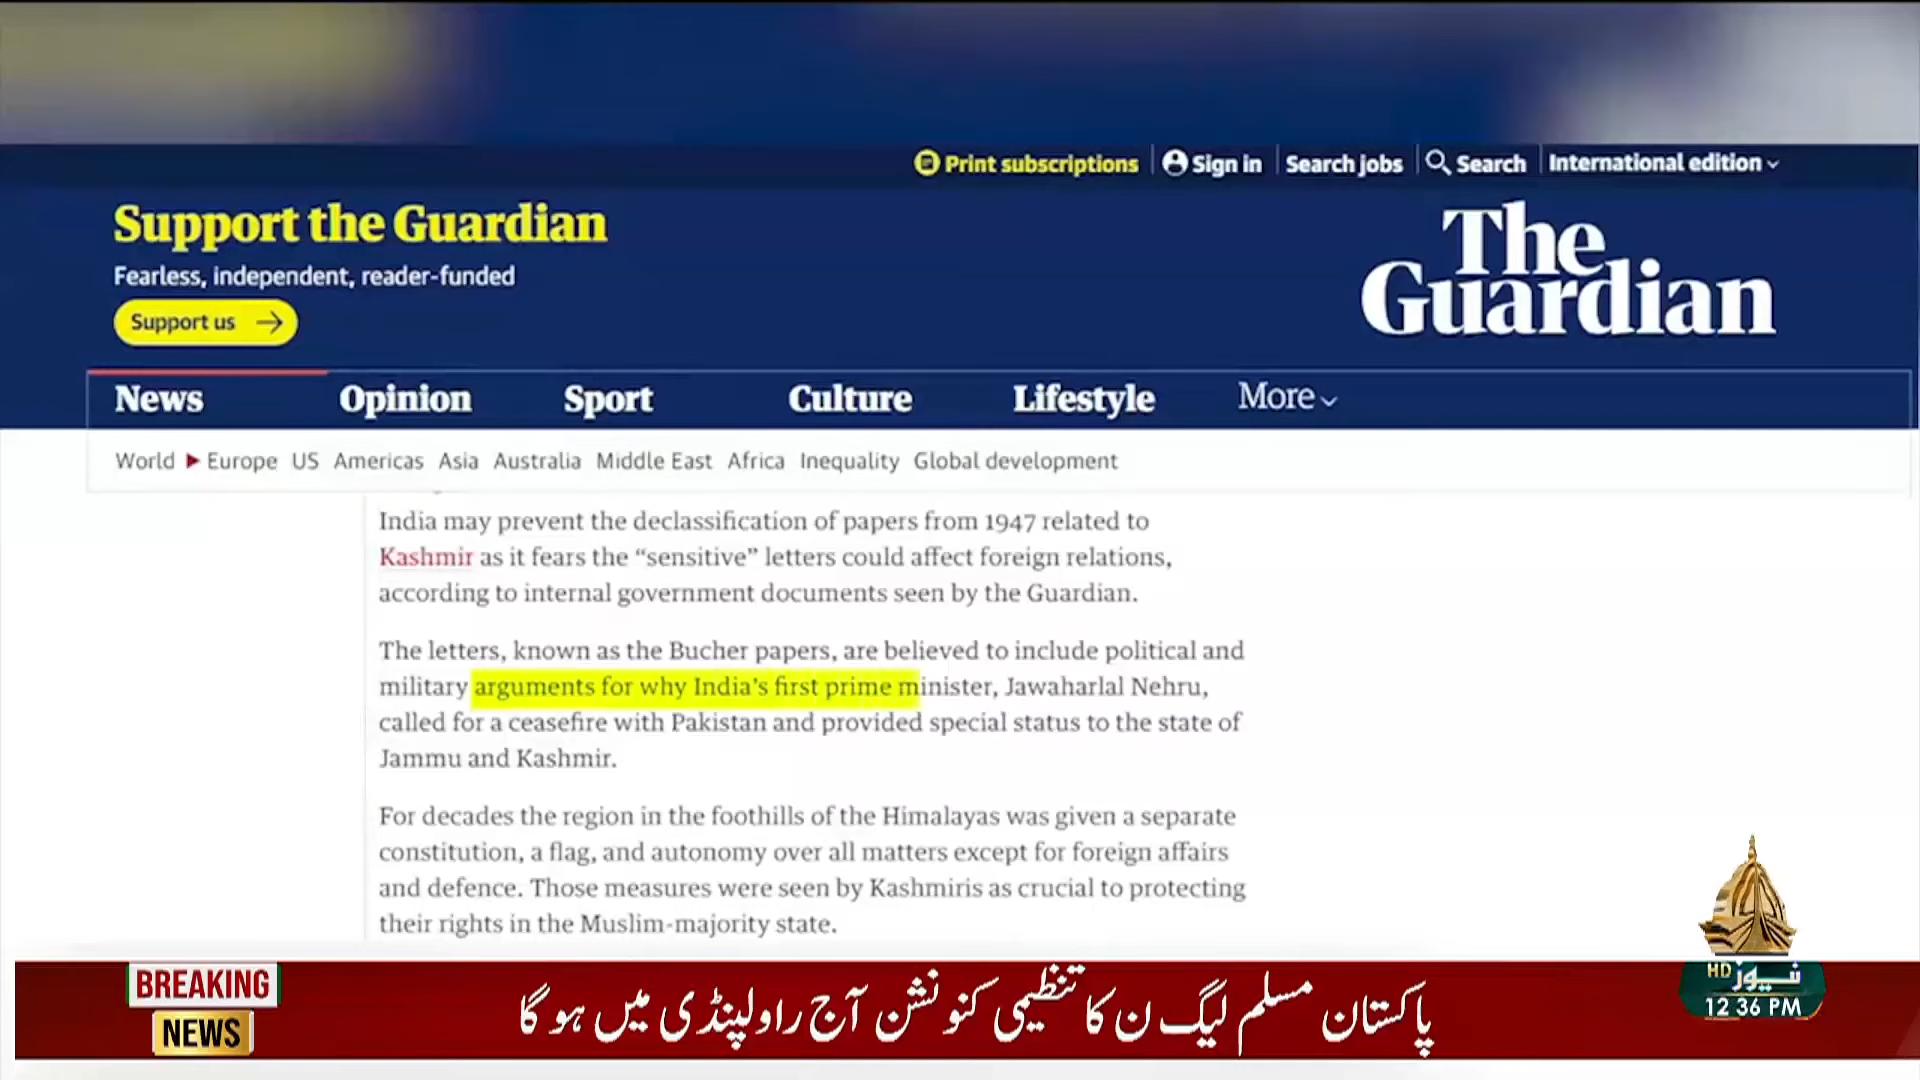 Print subscriptions Sign in Search jobs Search International edition
Support the Guardian
Fearless, independent, reader-funded
Support us
The
Guardian
News Opinion Sport Culture Lifestyle More
World Europe US Americas Asia Australia Middle East Africa Inequality Global development
India may prevent the declassification of papers from 1947 related to
Kashmir as it fears the “sensitive” letters could affect foreign relations,
according to internal government documents seen by the Guardian.
The letters, known as the Bucher papers, are believed to include political and
military arguments for why India’s first prime minister, Jawaharlal Nehru,
called for a ceasefire with Pakistan and provided special status to the state of
Jammu and Kashmir.
For decades the region in the foothills of the Himalayas was given a separate
constitution, a flag, and autonomy over all matters except for foreign affairs
and defence. Those measures were seen by Kashmiris as crucial to protecting
their rights in the Muslim-majority state.
HD نیوز
12 36 PM
BREAKING
NEWS
پاکستان مسلم لیگ ن کا تنظیمی کنونشن آج راولپنڈی میں ہو گا